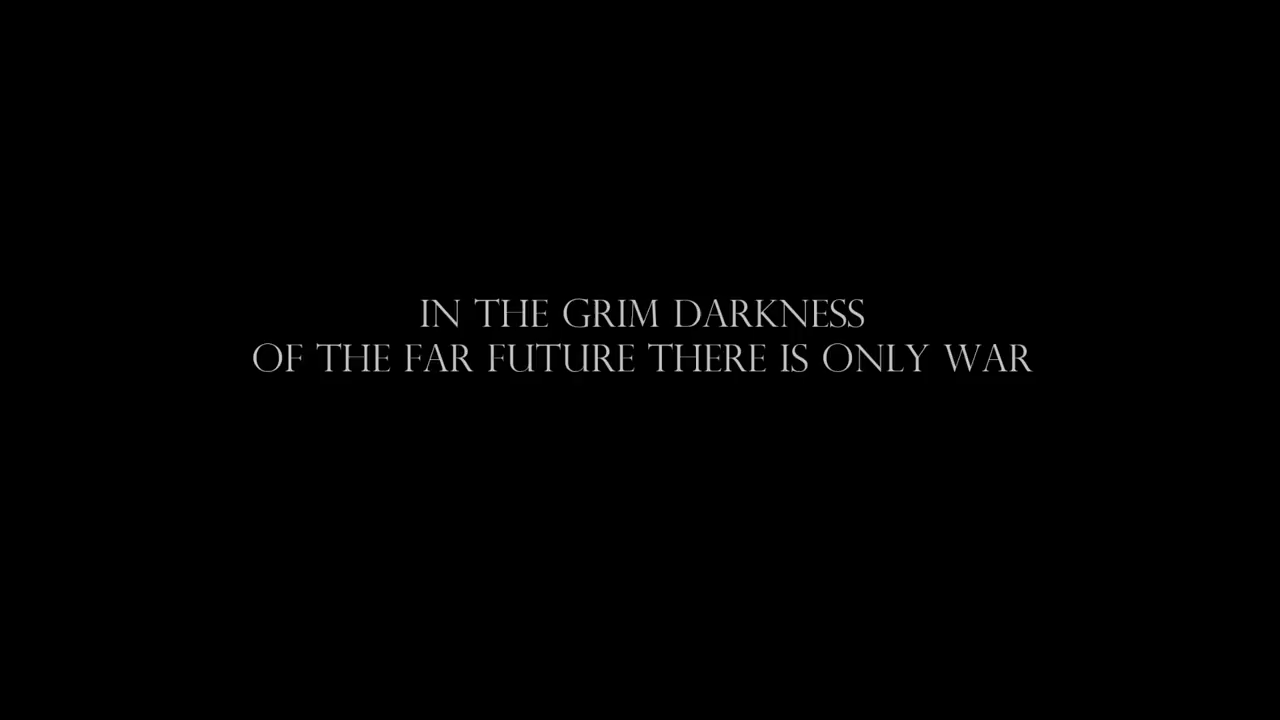 IN THE GRIM DARKNESS
OF THE FAR FUTURE THERE IS ONLY WAR